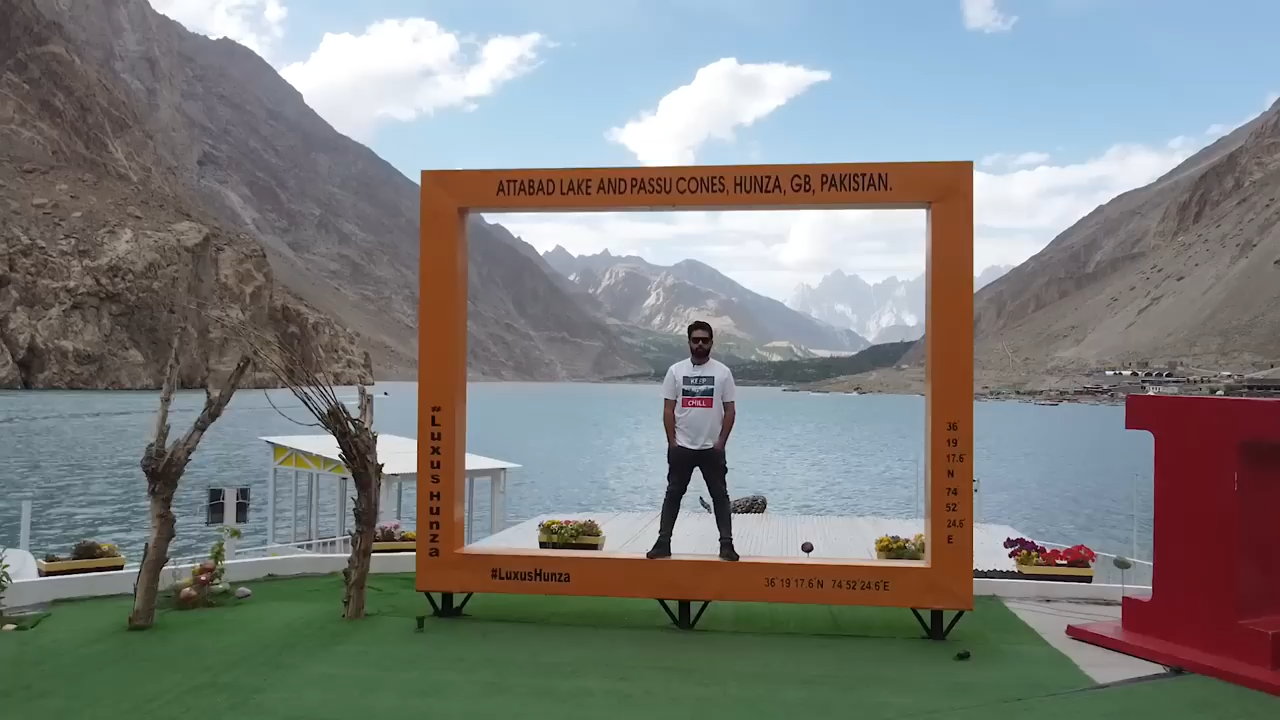 ATTABAD LAKE AND PASSU CONES, HUNZA, GB, PAKISTAN.
KEEP
CHILL
#Luxus Hunza
36°
19'
17.6"
N
74
52'
24.6"
E
#LuxusHunza
36° 19 17.6"N 74 52' 24.6"E